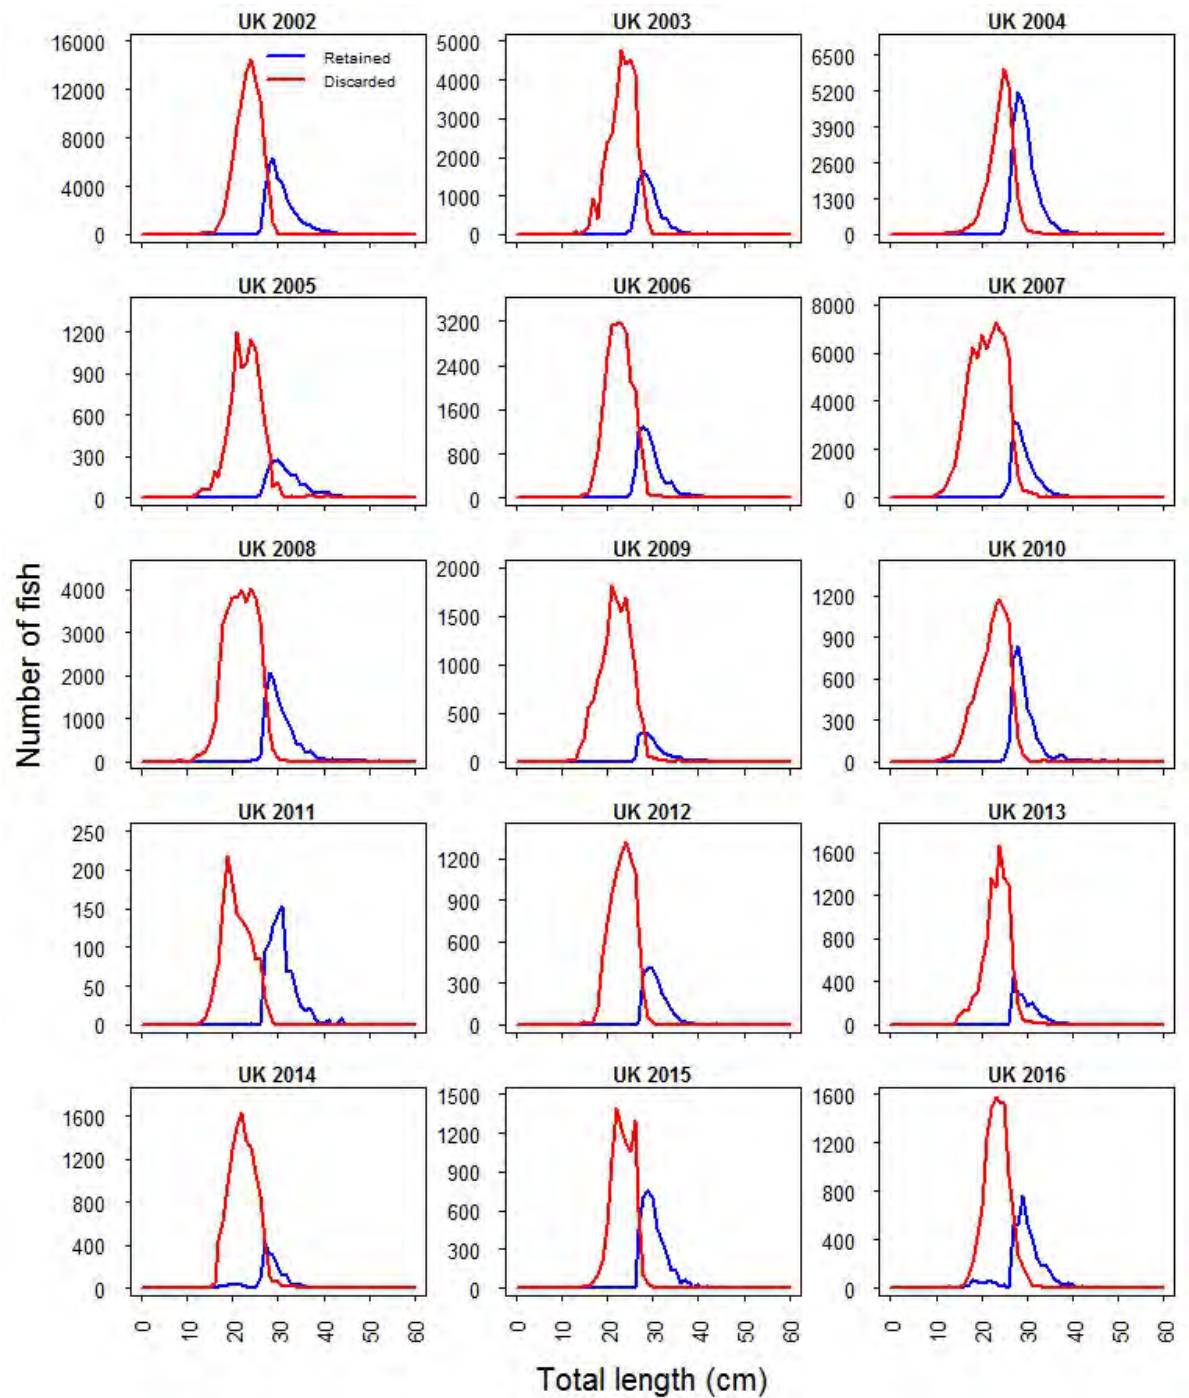 UK 2002 UK 2003 UK 2004
16000 12000 8000 4000 0
Retained
Discarded
5000 4000 3000 2000 1000 0
6500 5200 3900 2600 1300 0
UK 2005 UK 2006 UK 2007
1200 900 600 300 0
3200 2400 1600 800 0
8000 6000 4000 2000 0
UK 2008 UK 2009 UK 2010
4000 3000 2000 1000 0
2000 1500 1000 500 0
1200 900 600 300 0
Number of fish
UK 2011 UK 2012 UK 2013
250 200 150 100 50 0
1200 900 600 300 0
1600 1200 800 400 0
UK 2014 UK 2015 UK 2016
1600 1200 800 400 0
1500 1200 900 600 300 0
1600 1200 800 400 0
0 10 20 30 40 50 60 0 10 20 30 40 50 60 0 10 20 30 40 50 60
Total length (cm)